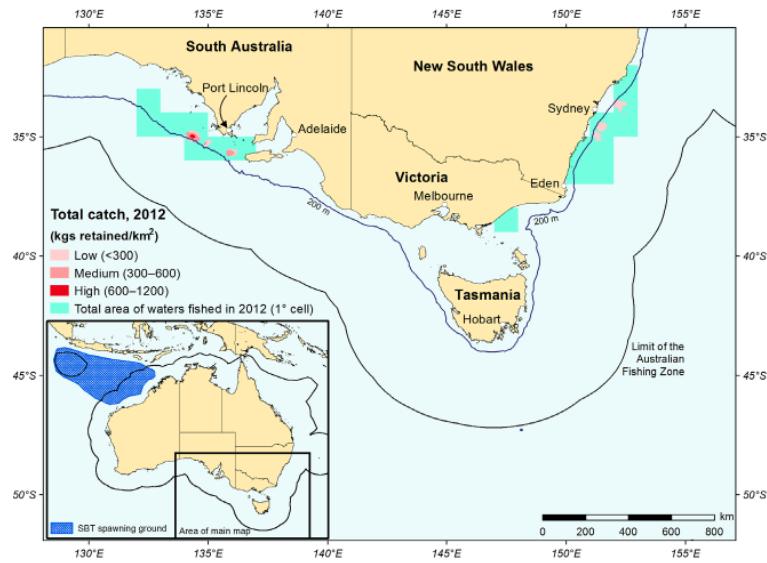 130°E 135°E 140°E 145°E 150°E 155°E
South Australia
New South Wales
Port Lincoln
Sydney
35°S
Adelaide
35°S
Victoria
Eden
Melbourne
200 m
200 m
Total catch, 2012
(kgs retained/km²)
Low (<300)
Medium (300–600)
High (600–1200)
Total area of waters fished in 2012 (1° cell)
40°S
40°S
Tasmania
Hobart
Limit of the
Australian
Fishing Zone
45°S
45°S
50°S
50°S
SBT spawning ground
Area of main map
km
0 200 400 600 800
130°E 135°E 140°E 145°E 150°E 155°E